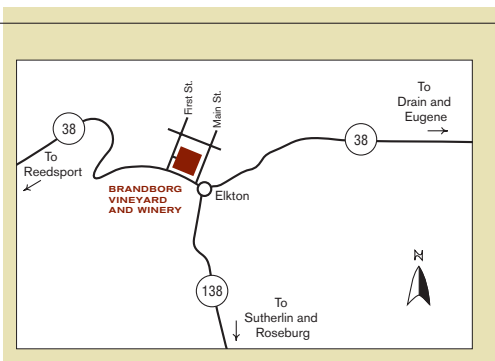 To
Drain and
Eugene
First St.
Main St.
38
38
To
Reedsport
BRANDBORG
VINEYARD
AND WINERY
Elkton
N
138
To
Sutherlin and
Roseburg